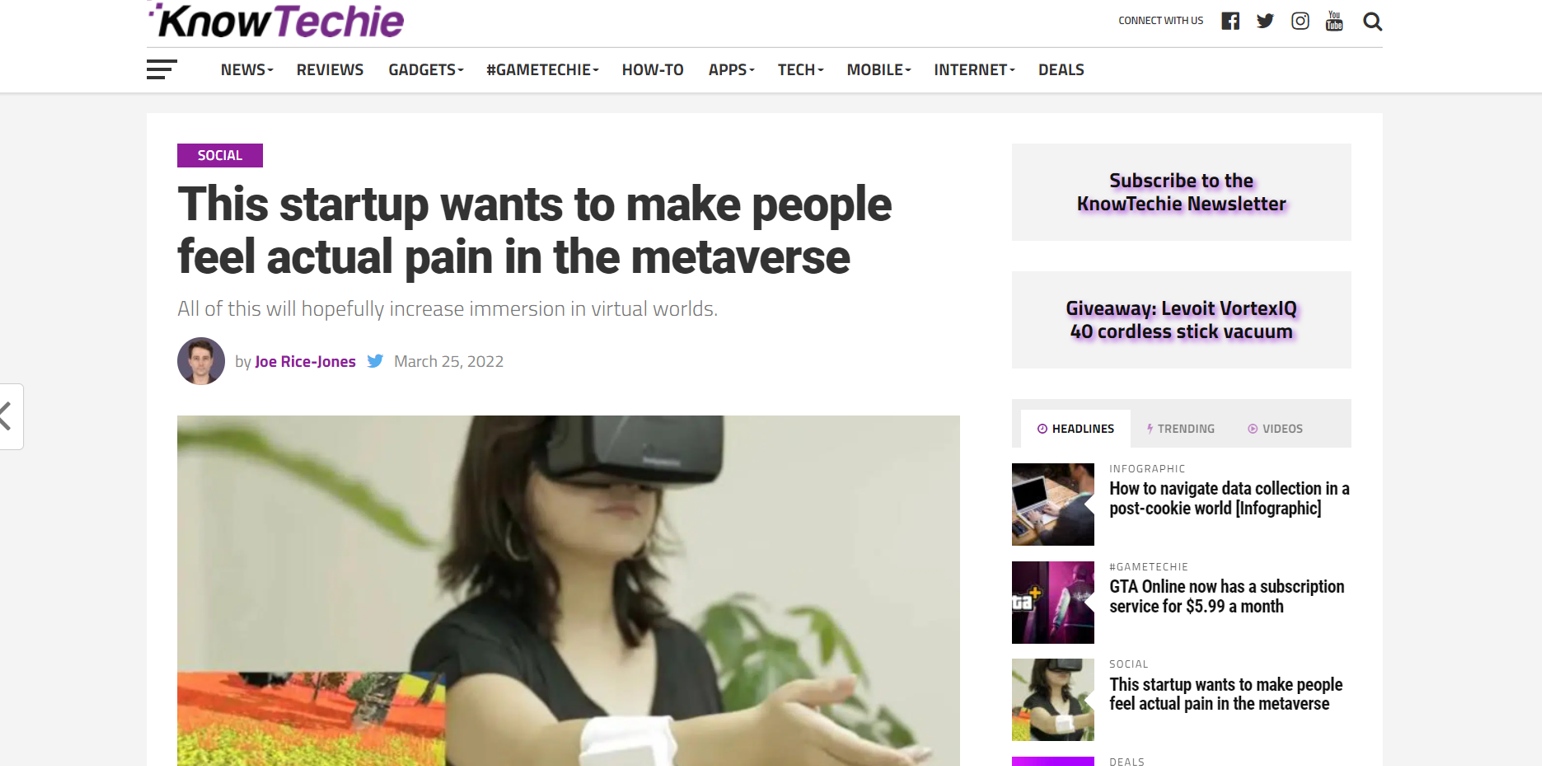 KnowTechie
CONNECT WITH US
You
Tube
NEWS
REVIEWS
GADGETS
#GAMETECHIE
HOW-TO
APPS
TECH
MOBILE
INTERNET
DEALS
SOCIAL
This startup wants to make people
feel actual pain in the metaverse
All of this will hopefully increase immersion in virtual worlds.
by Joe Rice-Jones
March 25, 2022
Subscribe to the
KnowTechie Newsletter
Giveaway: Levoit VortexIQ
40 cordless stick vacuum
HEADLINES
TRENDING
VIDEOS
INFOGRAPHIC
How to navigate data collection in a
post-cookie world [Infographic]
#GAMETECHIE
GTA Online now has a subscription
service for $5.99 a month
SOCIAL
This startup wants to make people
feel actual pain in the metaverse
DEALS